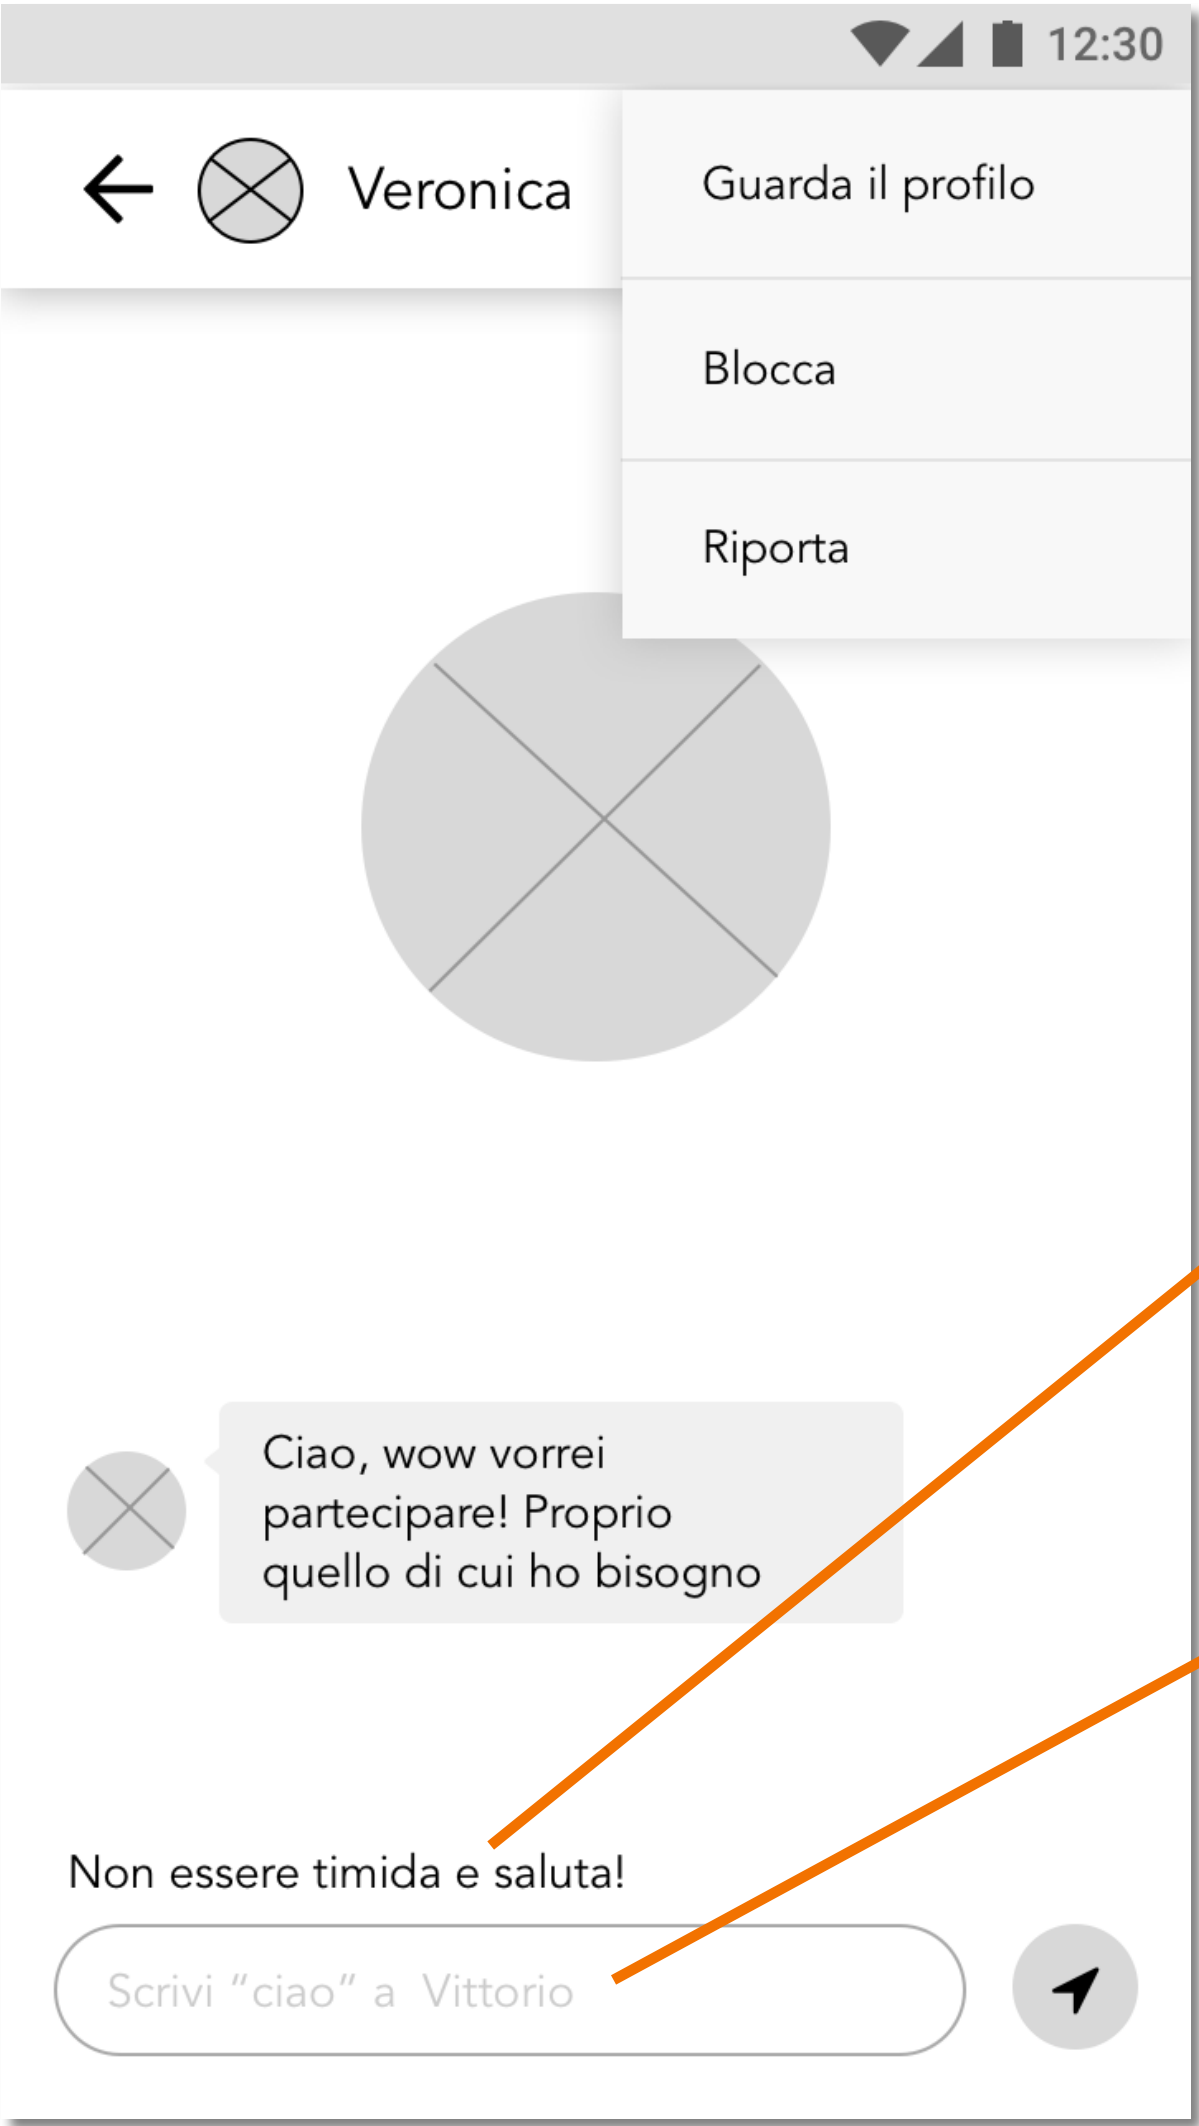 12:30
Veronica
Guarda il profilo
Blocca
Riporta
Ciao, wow vorrei
partecipare! Proprio
quello di cui ho bisogno
Non essere timida e saluta!
Scrivi “ciao” a Vittorio